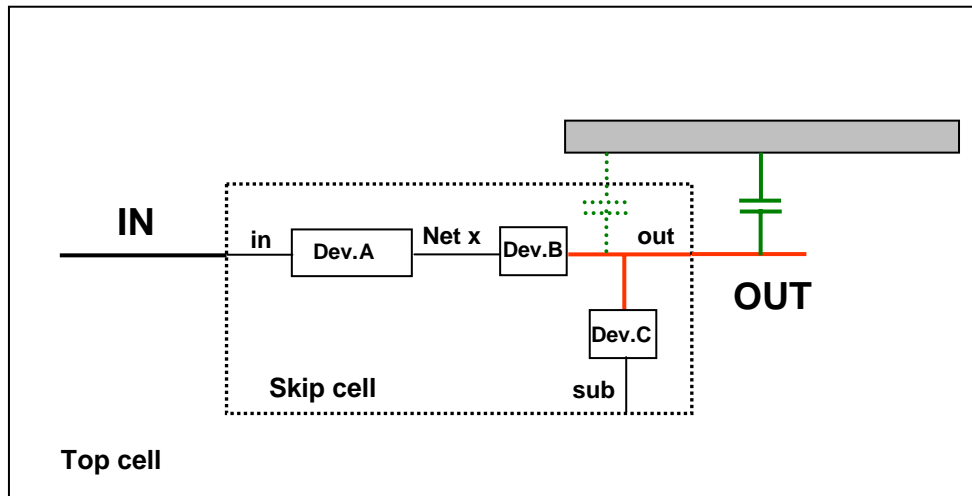 IN
in
Dev.A
Net x
Dev.B
out
OUT
Dev.C
Skip cell
sub
Top cell